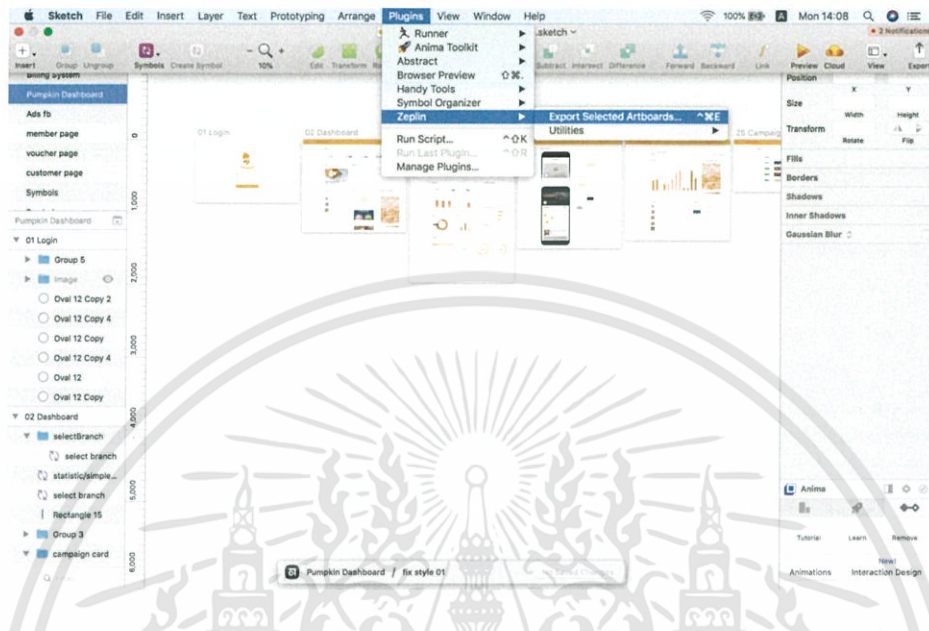 Sketch File Edit Insert Layer Text Prototyping Arrange Plugins View Window Help 100% A Mon 14:08
.sketch
2 Notifications
Insert Group Ungroup Symbols Create Symbol 10% Edit Transform Subtract Intersect Difference Forward Backward Link Preview Cloud View Export
Runner
Anima Toolkit
Abstract
Browser Preview ⇧⌘.
Handy Tools
Symbol Organizer
Zeplin
Run Script... ^⇧K
Run Last Plugin... ^⇧R
Manage Plugins...
Export Selected Artboards... ^⌘E
Utilities
Billing System
Pumpkin Dashboard
Ads fb
member page
voucher page
customer page
Symbols
Pumpkin Dashboard
01 Login
Group 5
Image
Oval 12 Copy 2
Oval 12 Copy 4
Oval 12 Copy
Oval 12 Copy 4
Oval 12
Oval 12 Copy
02 Dashboard
selectBranch
select branch
statistic/simple...
select branch
Rectangle 15
Group 3
campaign card
0
1,000
2,000
3,000
4,000
5,000
6,000
01 Login
02 Dashboard
25 Campaig
Pumpkin Dashboard / fix style 01
Position
X Y
Size
Width Height
Transform
Rotate Flip
Fills
Borders
Shadows
Inner Shadows
Gaussian Blur
Anima
Tutorial Learn Remove
New!
Animations Interaction Design